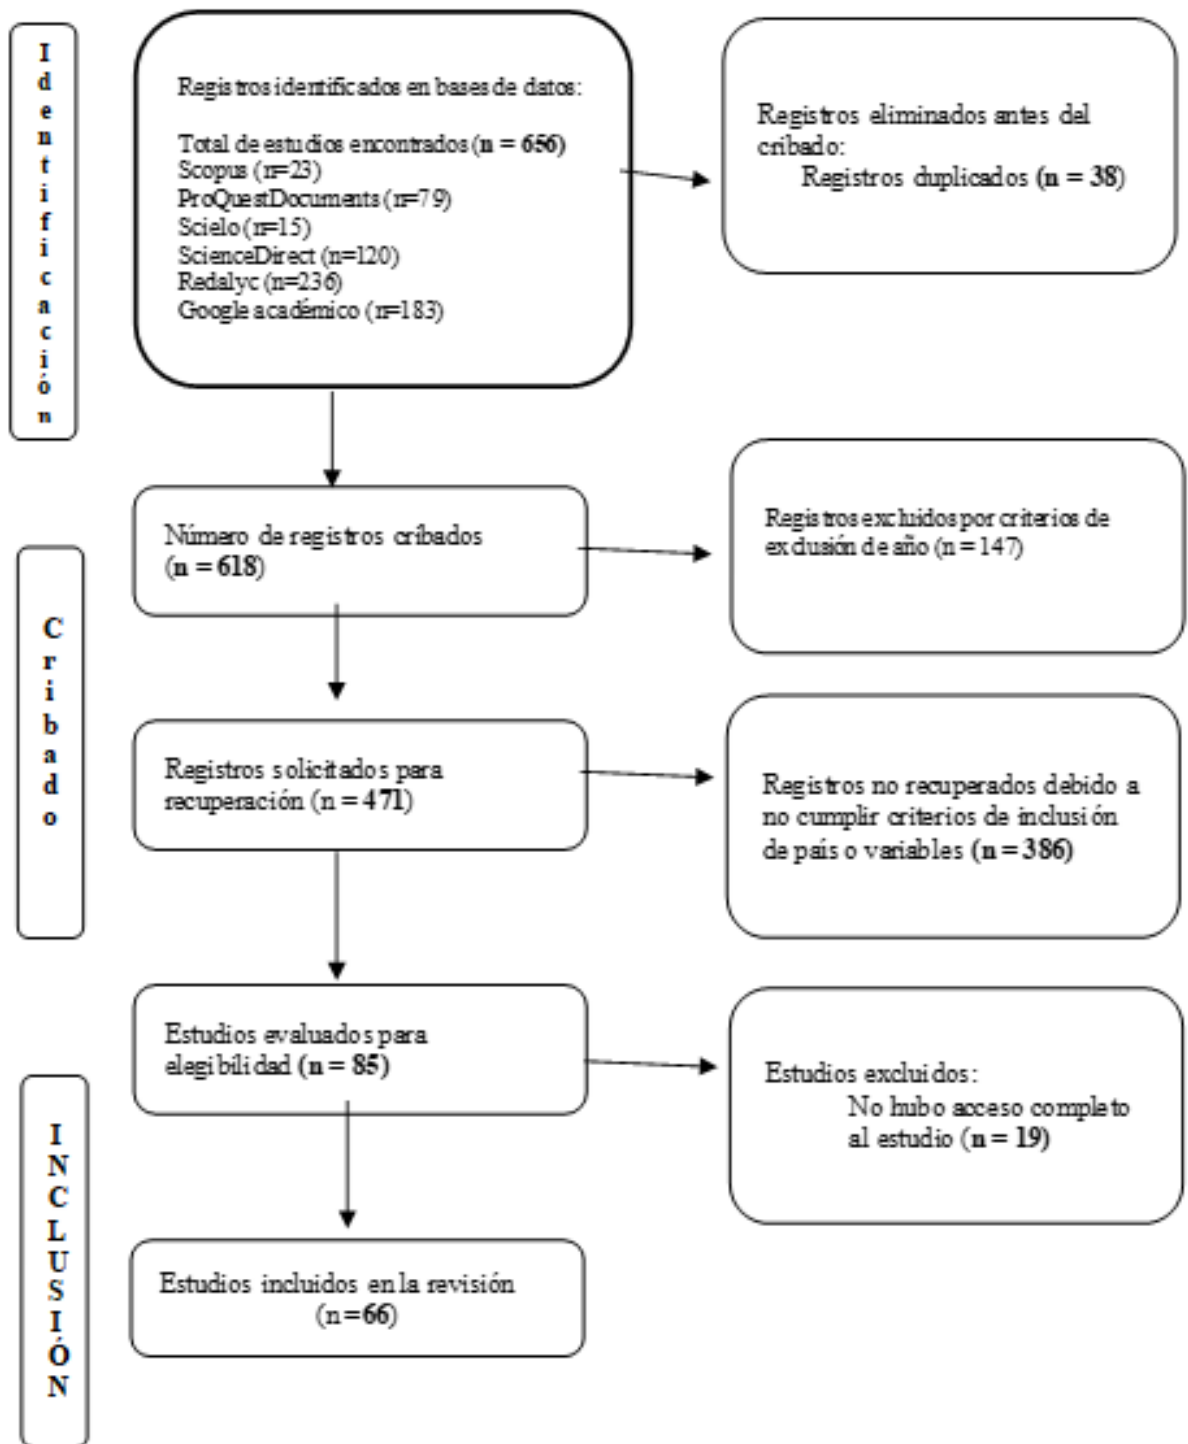 Identificación
Registros identificados en bases de datos:
Total de estudios encontrados (n = 656)
Scopus (n=23)
ProQuestDocuments (n=79)
Scielo (n=15)
ScienceDirect (n=120)
Redalyc (n=236)
Google académico (n=183)
Registros eliminados antes del
cribado:
Registros duplicados (n = 38)
Cribado
Número de registros cribados
(n = 618)
Registros excluidos por criterios de
exclusión de año (n = 147)
Registros solicitados para
recuperación (n = 471)
Registros no recuperados debido a
no cumplir criterios de inclusión
de país o variables (n = 386)
INCLUSIÓN
Estudios evaluados para
elegibilidad (n = 85)
Estudios excluidos:
No hubo acceso completo
al estudio (n = 19)
Estudios incluidos en la revisión
(n = 66)